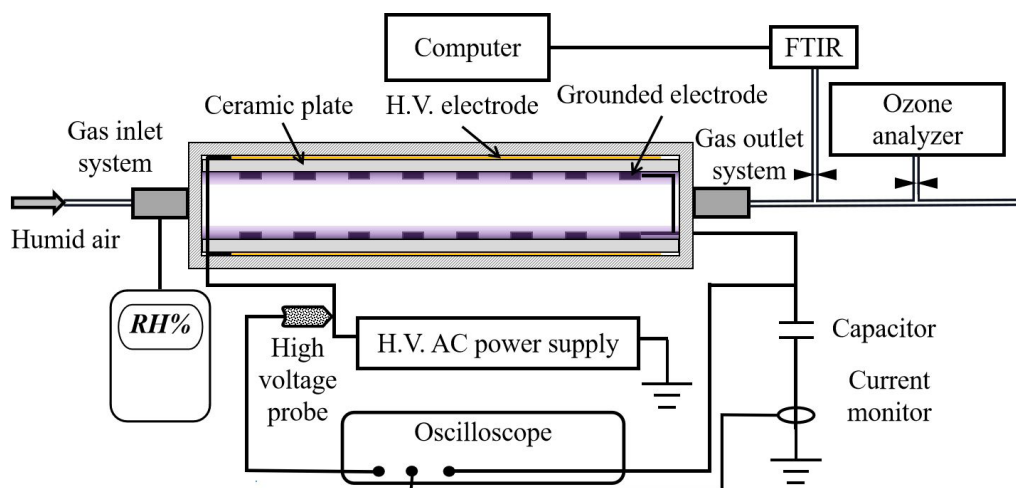 Computer
FTIR
Ceramic plate
H.V. electrode
Grounded electrode
Ozone
analyzer
Gas inlet
system
Gas outlet
system
Humid air
RH%
High
voltage
probe
H.V. AC power supply
Capacitor
Current
monitor
Oscilloscope